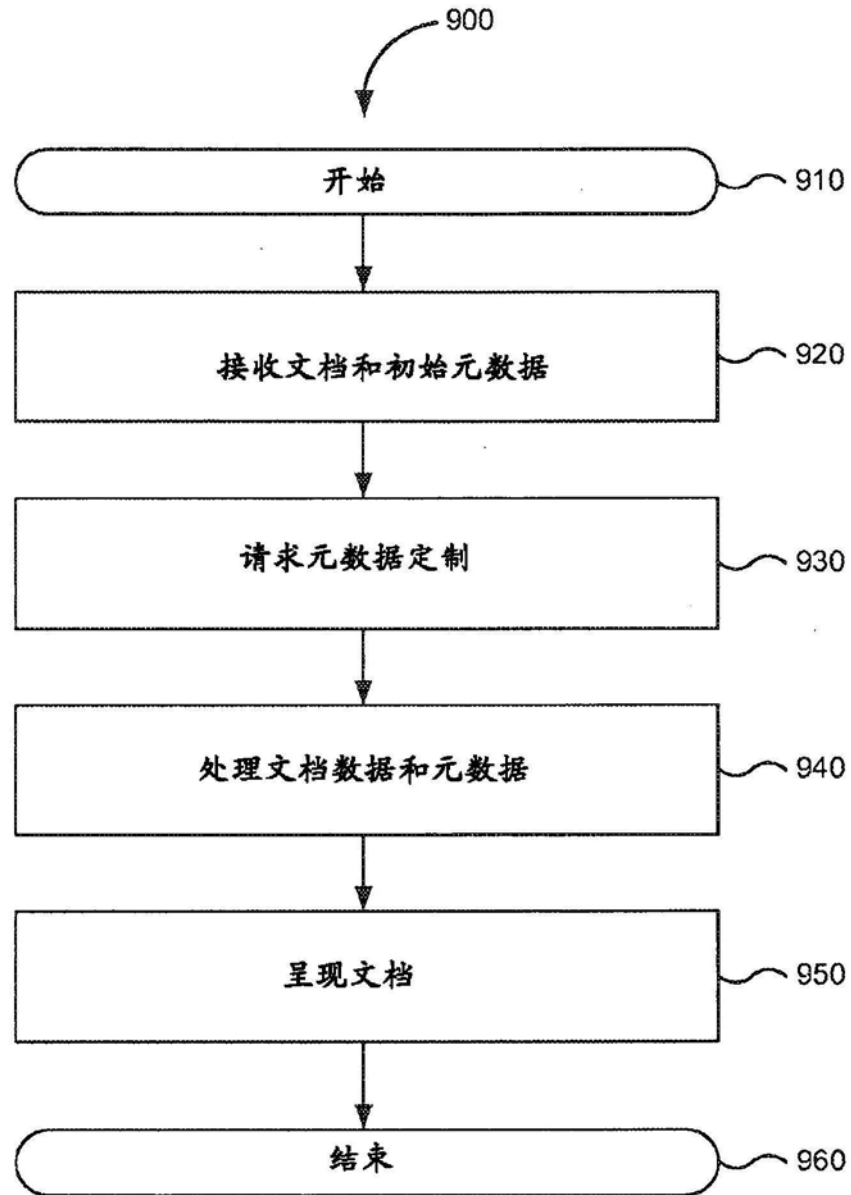 900
开始
910
接收文档和初始元数据
920
请求元数据定制
930
处理文档数据和元数据
940
呈现文档
950
结束
960